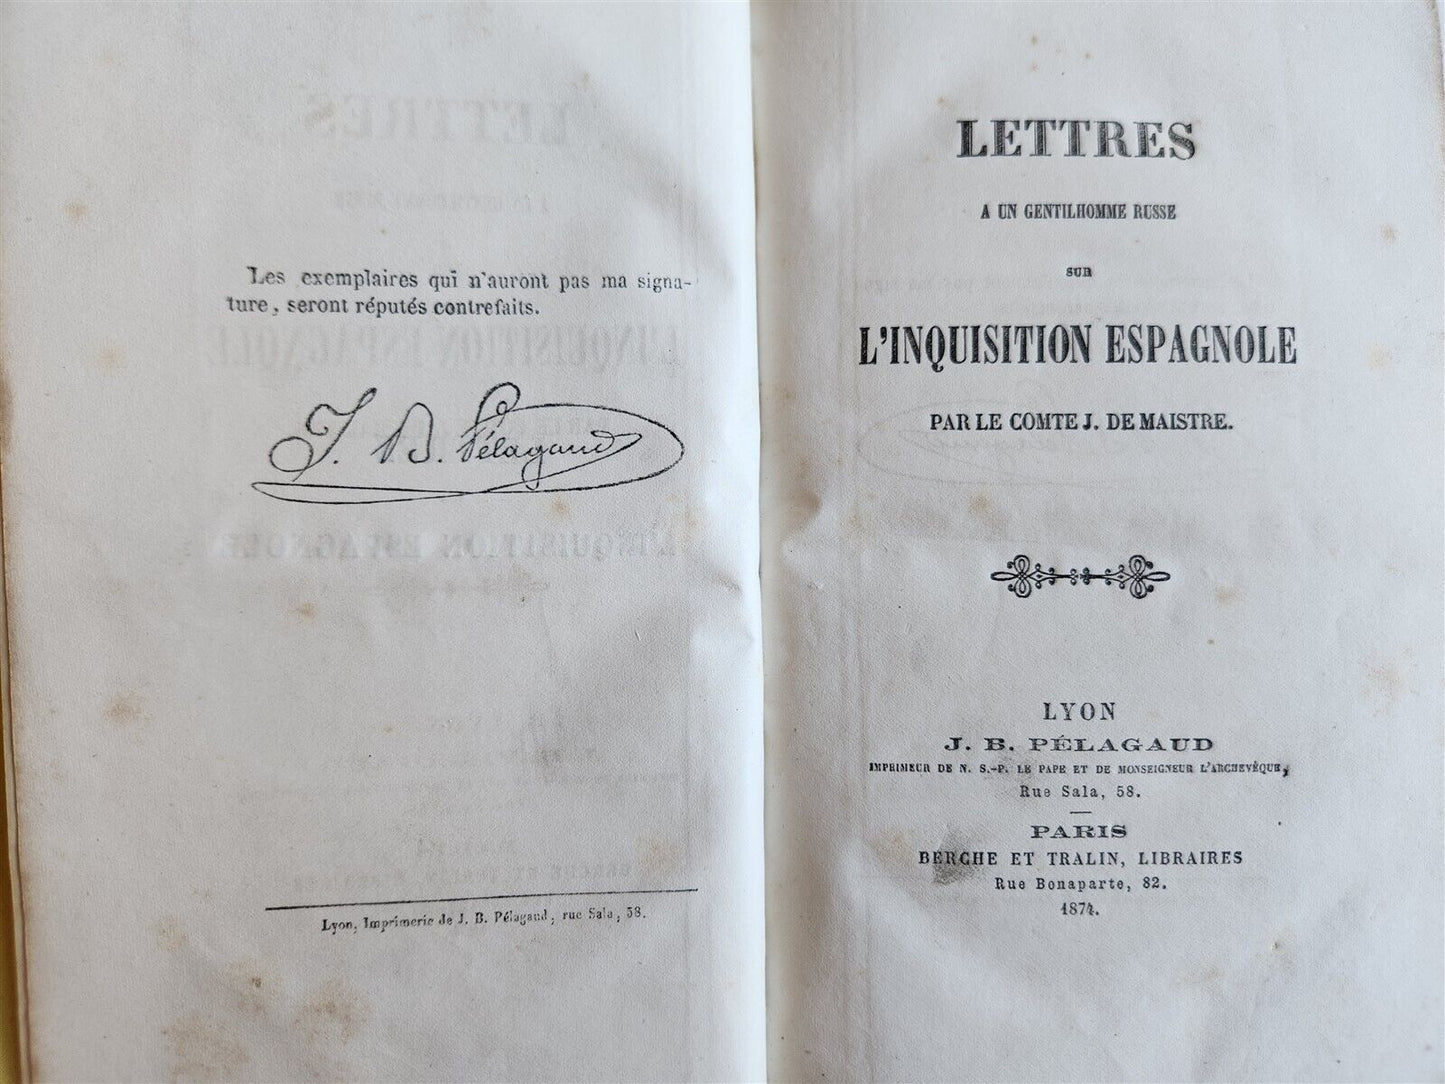 Les exemplaires qui n'auront pas ma signa-
ture, seront réputés contrefaits.
J. B. Pélagaud
Lyon, Imprimerie de J. B. Pélagaud, rue Sala, 58.
LETTRES
A UN GENTILHOMME RUSSE
SUR
L'INQUISITION ESPAGNOLE
PAR LE COMTE J. DE MAISTRE.
LYON
J. B. PÉLAGAUD
IMPRIMEUR DE N. S.-P. LE PAPE ET DE MONSEIGNEUR L'ARCHEVÊQUE,
Rue Sala, 58.
PARIS
BERCHE ET TRALIN, LIBRAIRES
Rue Bonaparte, 82.
1874.